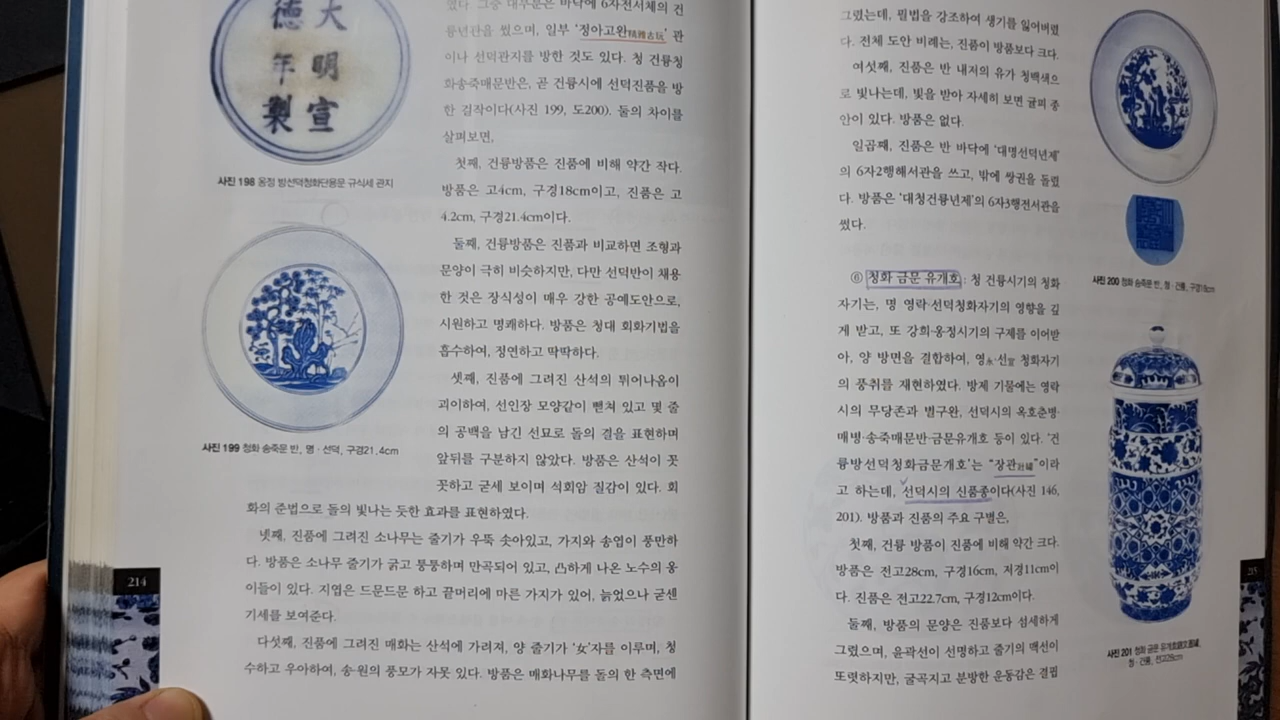 大明宣
德年製
사진 198 옹정 방선덕청화단용문 규식세 관지
사진 199 청화 송죽문 반, 명·선덕, 구경21.4cm
였다. 그중 대부분은 바닥에 6자전서체의 건
륭년관을 썼으며, 일부 ‘정아고완精雅古玩’ 관
이나 선덕관지를 방한 것도 있다. 청 건륭청
화송죽매문반은, 곧 건륭시에 선덕진품을 방
한 걸작이다(사진 199, 도200). 둘의 차이를
살펴보면,
첫째, 건륭방품은 진품에 비해 약간 작다.
방품은 고4cm, 구경18cm이고, 진품은 고
4.2cm, 구경21.4cm이다.
둘째, 건륭방품은 진품과 비교하면 조형과
문양이 극히 비슷하지만, 다만 선덕반이 채용
한 것은 장식성이 매우 강한 공예도안으로,
시원하고 명쾌하다. 방품은 청대 회화기법을
흡수하여, 정연하고 딱딱하다.
셋째, 진품에 그려진 산석의 뛰어나옴이
괴이하여, 선인장 모양같이 뻗쳐 있고 몇 줄
의 공백을 남긴 선묘로 돌의 결을 표현하며
앞뒤를 구분하지 않았다. 방품은 산석이 꼿
꼿하고 굳세 보이며 석회암 질감이 있다. 회
화의 준법으로 돌의 빛나는 듯한 효과를 표현하였다.
넷째, 진품에 그려진 소나무는 줄기가 우뚝 솟아있고, 가지와 송엽이 풍만하
다. 방품은 소나무 줄기가 굵고 통통하며 만곡되어 있고, 凸하게 나온 노수의 옹
이들이 있다. 지엽은 드문드문 하고 끝머리에 마른 가지가 있어, 늙었으나 굳센
기세를 보여준다.
다섯째, 진품에 그려진 매화는 산석에 가려져, 양 줄기가 ‘女’자를 이루며, 청
수하고 우아하여, 송·원의 풍모가 자못 있다. 방품은 매화나무를 돌의 한 측면에
214
그렸는데, 필법을 강조하여 생기를 잃어버렸
다. 전체 도안 비례는, 진품이 방품보다 크다.
여섯째, 진품은 반 내저의 유가 청백색으
로 빛나는데, 빛을 받아 자세히 보면 귤피 종
안이 있다. 방품은 없다.
일곱째, 진품은 반 바닥에 ‘대명선덕년제’
의 6자2행해서관을 쓰고, 밖에 쌍권을 돌렸
다. 방품은 ‘대청건륭년제’의 6자3행전서관을
썼다.
⑥ 청화 금문 유개호 : 청 건륭시기의 청화
자기는, 명 영락·선덕청화자기의 영향을 깊
게 받고, 또 강희·옹정시기의 구제를 이어받
아, 양 방면을 결합하여, 영永·선宣 청화자기
의 풍취를 재현하였다. 방제 기물에는 영락
시의 무당존과 별구완, 선덕시의 옥호춘병·
매병·송죽매문반·금문유개호 등이 있다. ‘건
륭방선덕청화금문개호’는 “장관壯罐”이라
고 하는데, 선덕시의 신품종이다(사진 146,
201). 방품과 진품의 주요 구별은,
첫째, 건륭 방품이 진품에 비해 약간 크다.
방품은 전고28cm, 구경16cm, 저경11cm이
다. 진품은 전고22.7cm, 구경12cm이다.
둘째, 방품의 문양은 진품보다 섬세하게
그렸으며, 윤곽선이 선명하고 줄기의 맥선이
또렷하지만, 굴곡지고 분방한 운동감은 결핍
사진 200 청화 송죽문 반, 청·건륭, 구경18cm
사진 201 청화 금문 유개호
청·건륭, 전고28cm